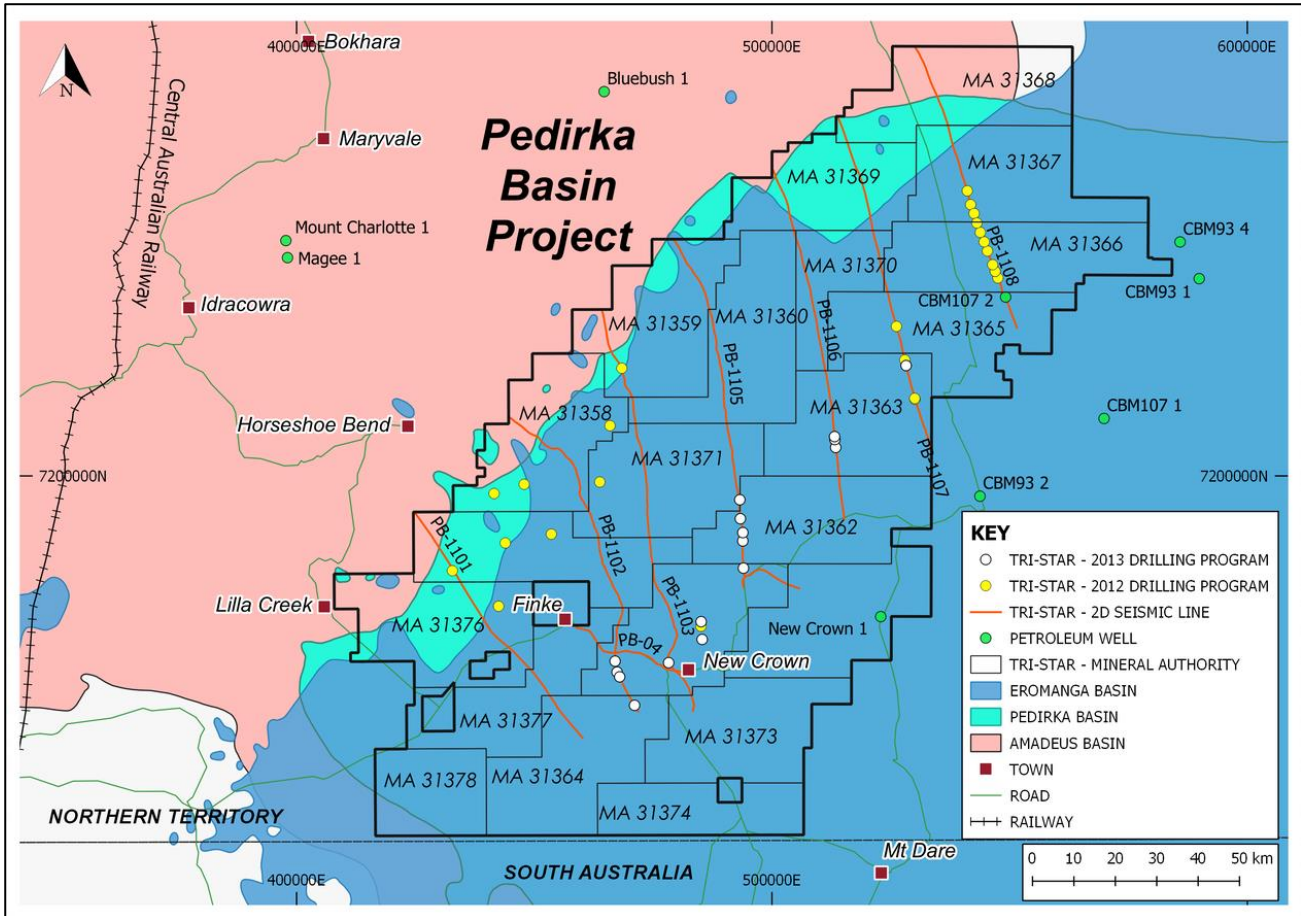 400000E
500000E
600000E
Bokhara
N
Central Australian Railway
Bluebush 1
MA 31368
Maryvale
Pedirka
Basin
Project
MA 31367
MA 31369
Mount Charlotte 1
Magee 1
CBM93 4
MA 31366
PB-1108
MA 31370
CBM93 1
Idracowra
CBM107 2
MA 31359
MA 31360
PB-1106
MA 31365
PB-1105
Horseshoe Bend
MA 31358
MA 31363
CBM107 1
MA 31371
PB-1107
7200000N
7200000N
CBM93 2
PB-1101
MA 31362
PB-1102
Lilla Creek
Finke
MA 31376
PB-1103
New Crown 1
PB-04
New Crown
MA 31377
MA 31373
MA 31378
MA 31364
MA 31374
NORTHERN TERRITORY
SOUTH AUSTRALIA
Mt Dare
400000E
500000E
KEY
TRI-STAR - 2013 DRILLING PROGRAM
TRI-STAR - 2012 DRILLING PROGRAM
TRI-STAR - 2D SEISMIC LINE
PETROLEUM WELL
TRI-STAR - MINERAL AUTHORITY
EROMANGA BASIN
PEDIRKA BASIN
AMADEUS BASIN
TOWN
ROAD
RAILWAY
0 10 20 30 40 50 km